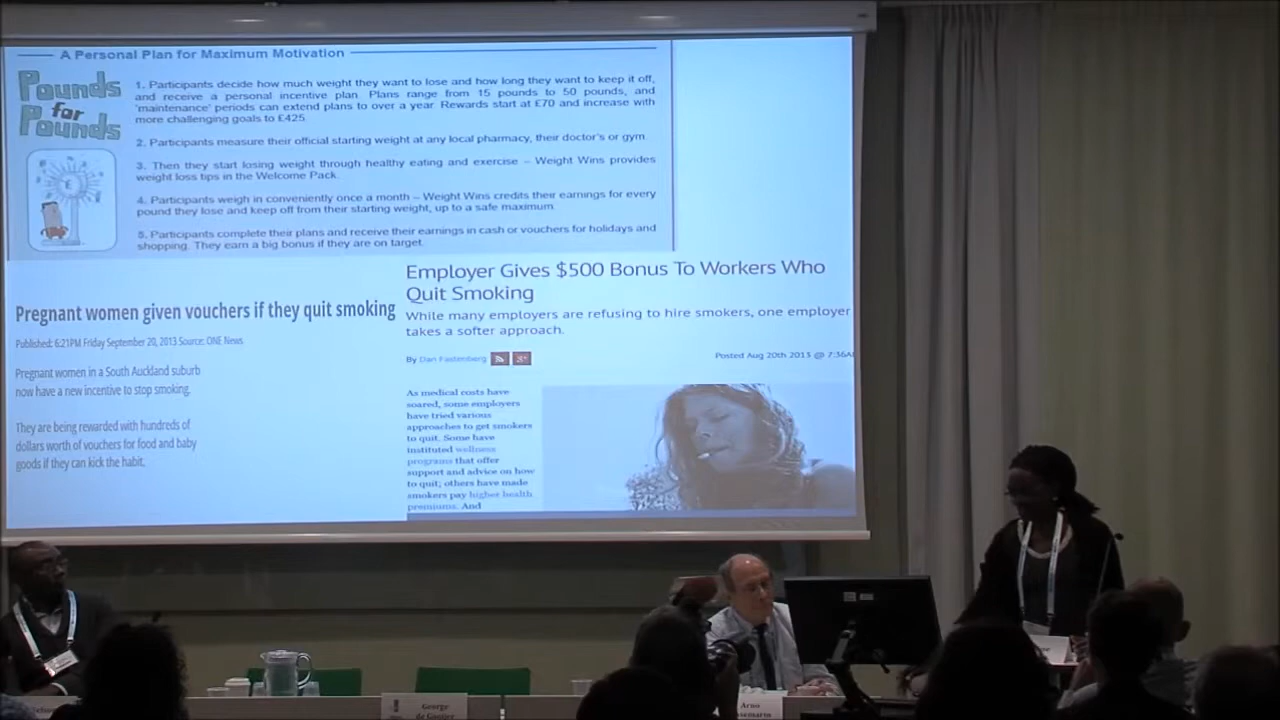 A Personal Plan for Maximum Motivation
Pounds
for
Pounds
1. Participants decide how much weight they want to lose and how long they want to keep it off,
and receive a personal incentive plan. Plans range from 15 pounds to 50 pounds, and
'maintenance' periods can extend plans to over a year. Rewards start at £70 and increase with
more challenging goals to £425.
2. Participants measure their official starting weight at any local pharmacy, their doctor's or gym.
3. Then they start losing weight through healthy eating and exercise – Weight Wins provides
weight loss tips in the Welcome Pack.
4. Participants weigh in conveniently once a month – Weight Wins credits their earnings for every
pound they lose and keep off from their starting weight, up to a safe maximum.
5. Participants complete their plans and receive their earnings in cash or vouchers for holidays and
shopping. They earn a big bonus if they are on target.
Pregnant women given vouchers if they quit smoking
Published: 6:21PM Friday September 20, 2013 Source: ONE News
Pregnant women in a South Auckland suburb
now have a new incentive to stop smoking.
They are being rewarded with hundreds of
dollars worth of vouchers for food and baby
goods if they can kick the habit.
Employer Gives $500 Bonus To Workers Who
Quit Smoking
While many employers are refusing to hire smokers, one employer
takes a softer approach.
By Dan Fastenberg
Posted Aug 20th 2013 @ 7:36A
As medical costs have
soared, some employers
have tried various
approaches to get smokers
to quit. Some have
instituted wellness
programs that offer
support and advice on how
to quit; others have made
smokers pay higher health
premiums. And
George
Arno